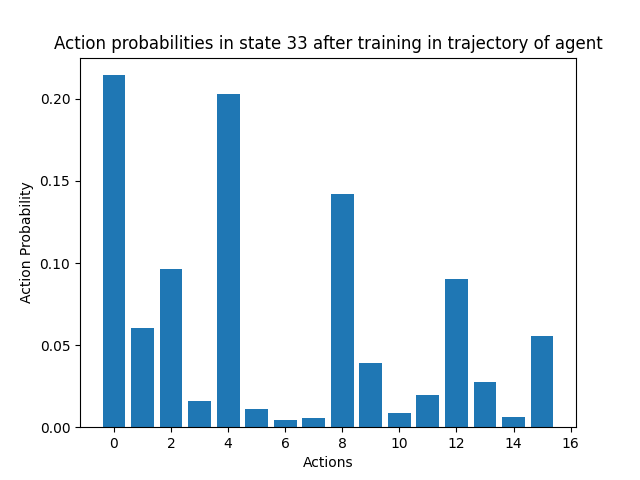 Action probabilities in state 33 after training in trajectory of agent
0.20
0.15
0.10
0.05
0.00
Action Probability
0 2 4 6 8 10 12 14 16
Actions